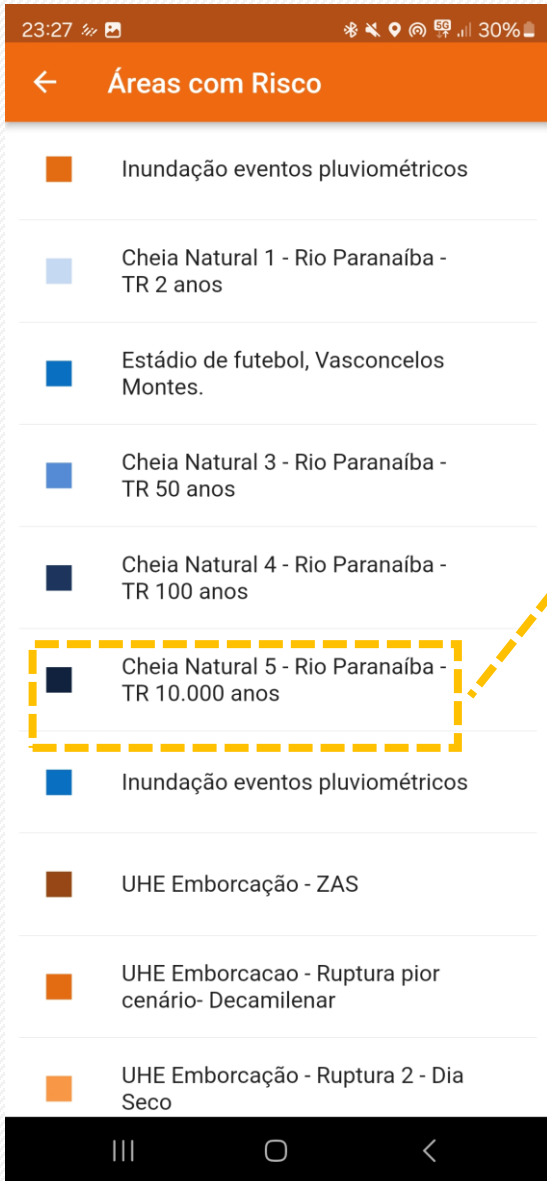 23:27 30%
Áreas com Risco
Inundação eventos pluviométricos
Cheia Natural 1 - Rio Paranaíba -
TR 2 anos
Estádio de futebol, Vasconcelos
Montes.
Cheia Natural 3 - Rio Paranaíba -
TR 50 anos
Cheia Natural 4 - Rio Paranaíba -
TR 100 anos
Cheia Natural 5 - Rio Paranaíba -
TR 10.000 anos
Inundação eventos pluviométricos
UHE Emborcação - ZAS
UHE Emborcacao - Ruptura pior
cenário- Decamilenar
UHE Emborcação - Ruptura 2 - Dia
Seco